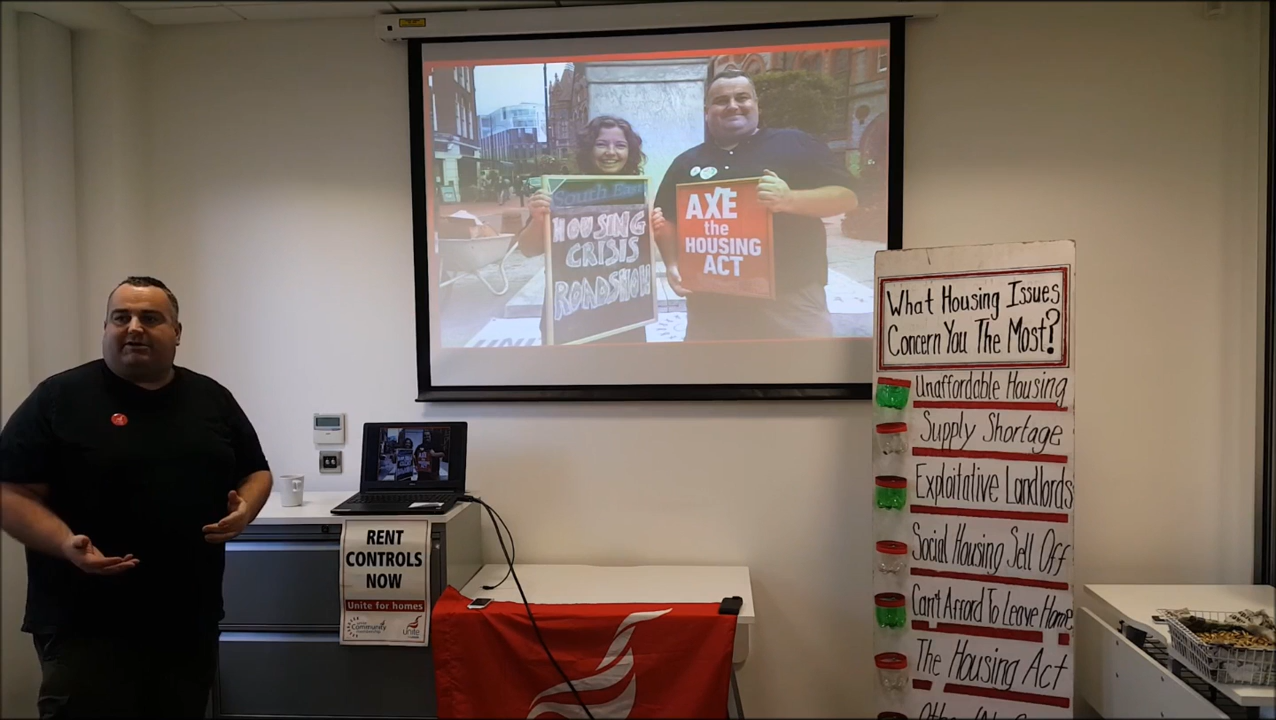 South East
HOUSING
CRISIS
ROADSHOW
AXE
the
HOUSING
ACT
What Housing Issues
Concern You The Most?
Unaffordable Housing
Supply Shortage
Exploitative Landlords
Social Housing Sell Off
Can't Afford To Leave Home
The Housing Act
RENT
CONTROLS
NOW
Unite for homes
Community
unite